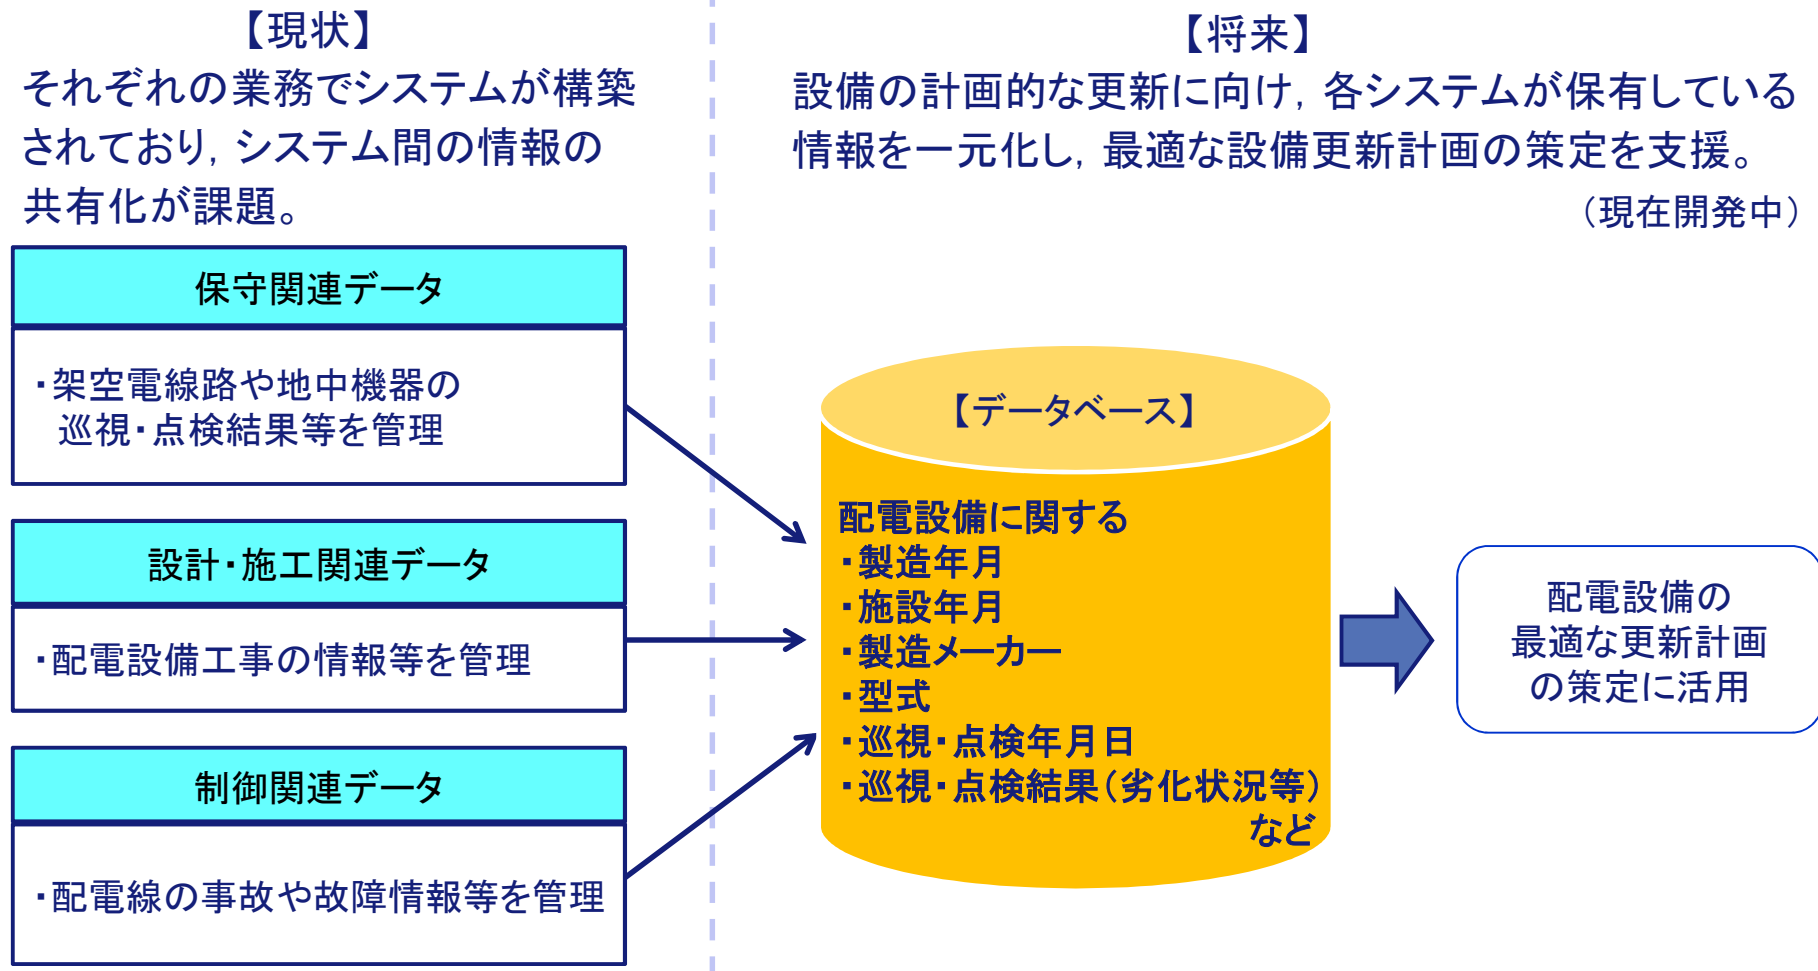 【現状】
それぞれの業務でシステムが構築
されており，システム間の情報の
共有化が課題。
保守関連データ
・架空電線路や地中機器の
巡視・点検結果等を管理
設計・施工関連データ
・配電設備工事の情報等を管理
制御関連データ
・配電線の事故や故障情報等を管理
【将来】
設備の計画的な更新に向け，各システムが保有している
情報を一元化し，最適な設備更新計画の策定を支援。
（現在開発中）
【データベース】
配電設備に関する
・製造年月
・施設年月
・製造メーカー
・型式
・巡視・点検年月日
・巡視・点検結果（劣化状況等）
など
配電設備の
最適な更新計画
の策定に活用